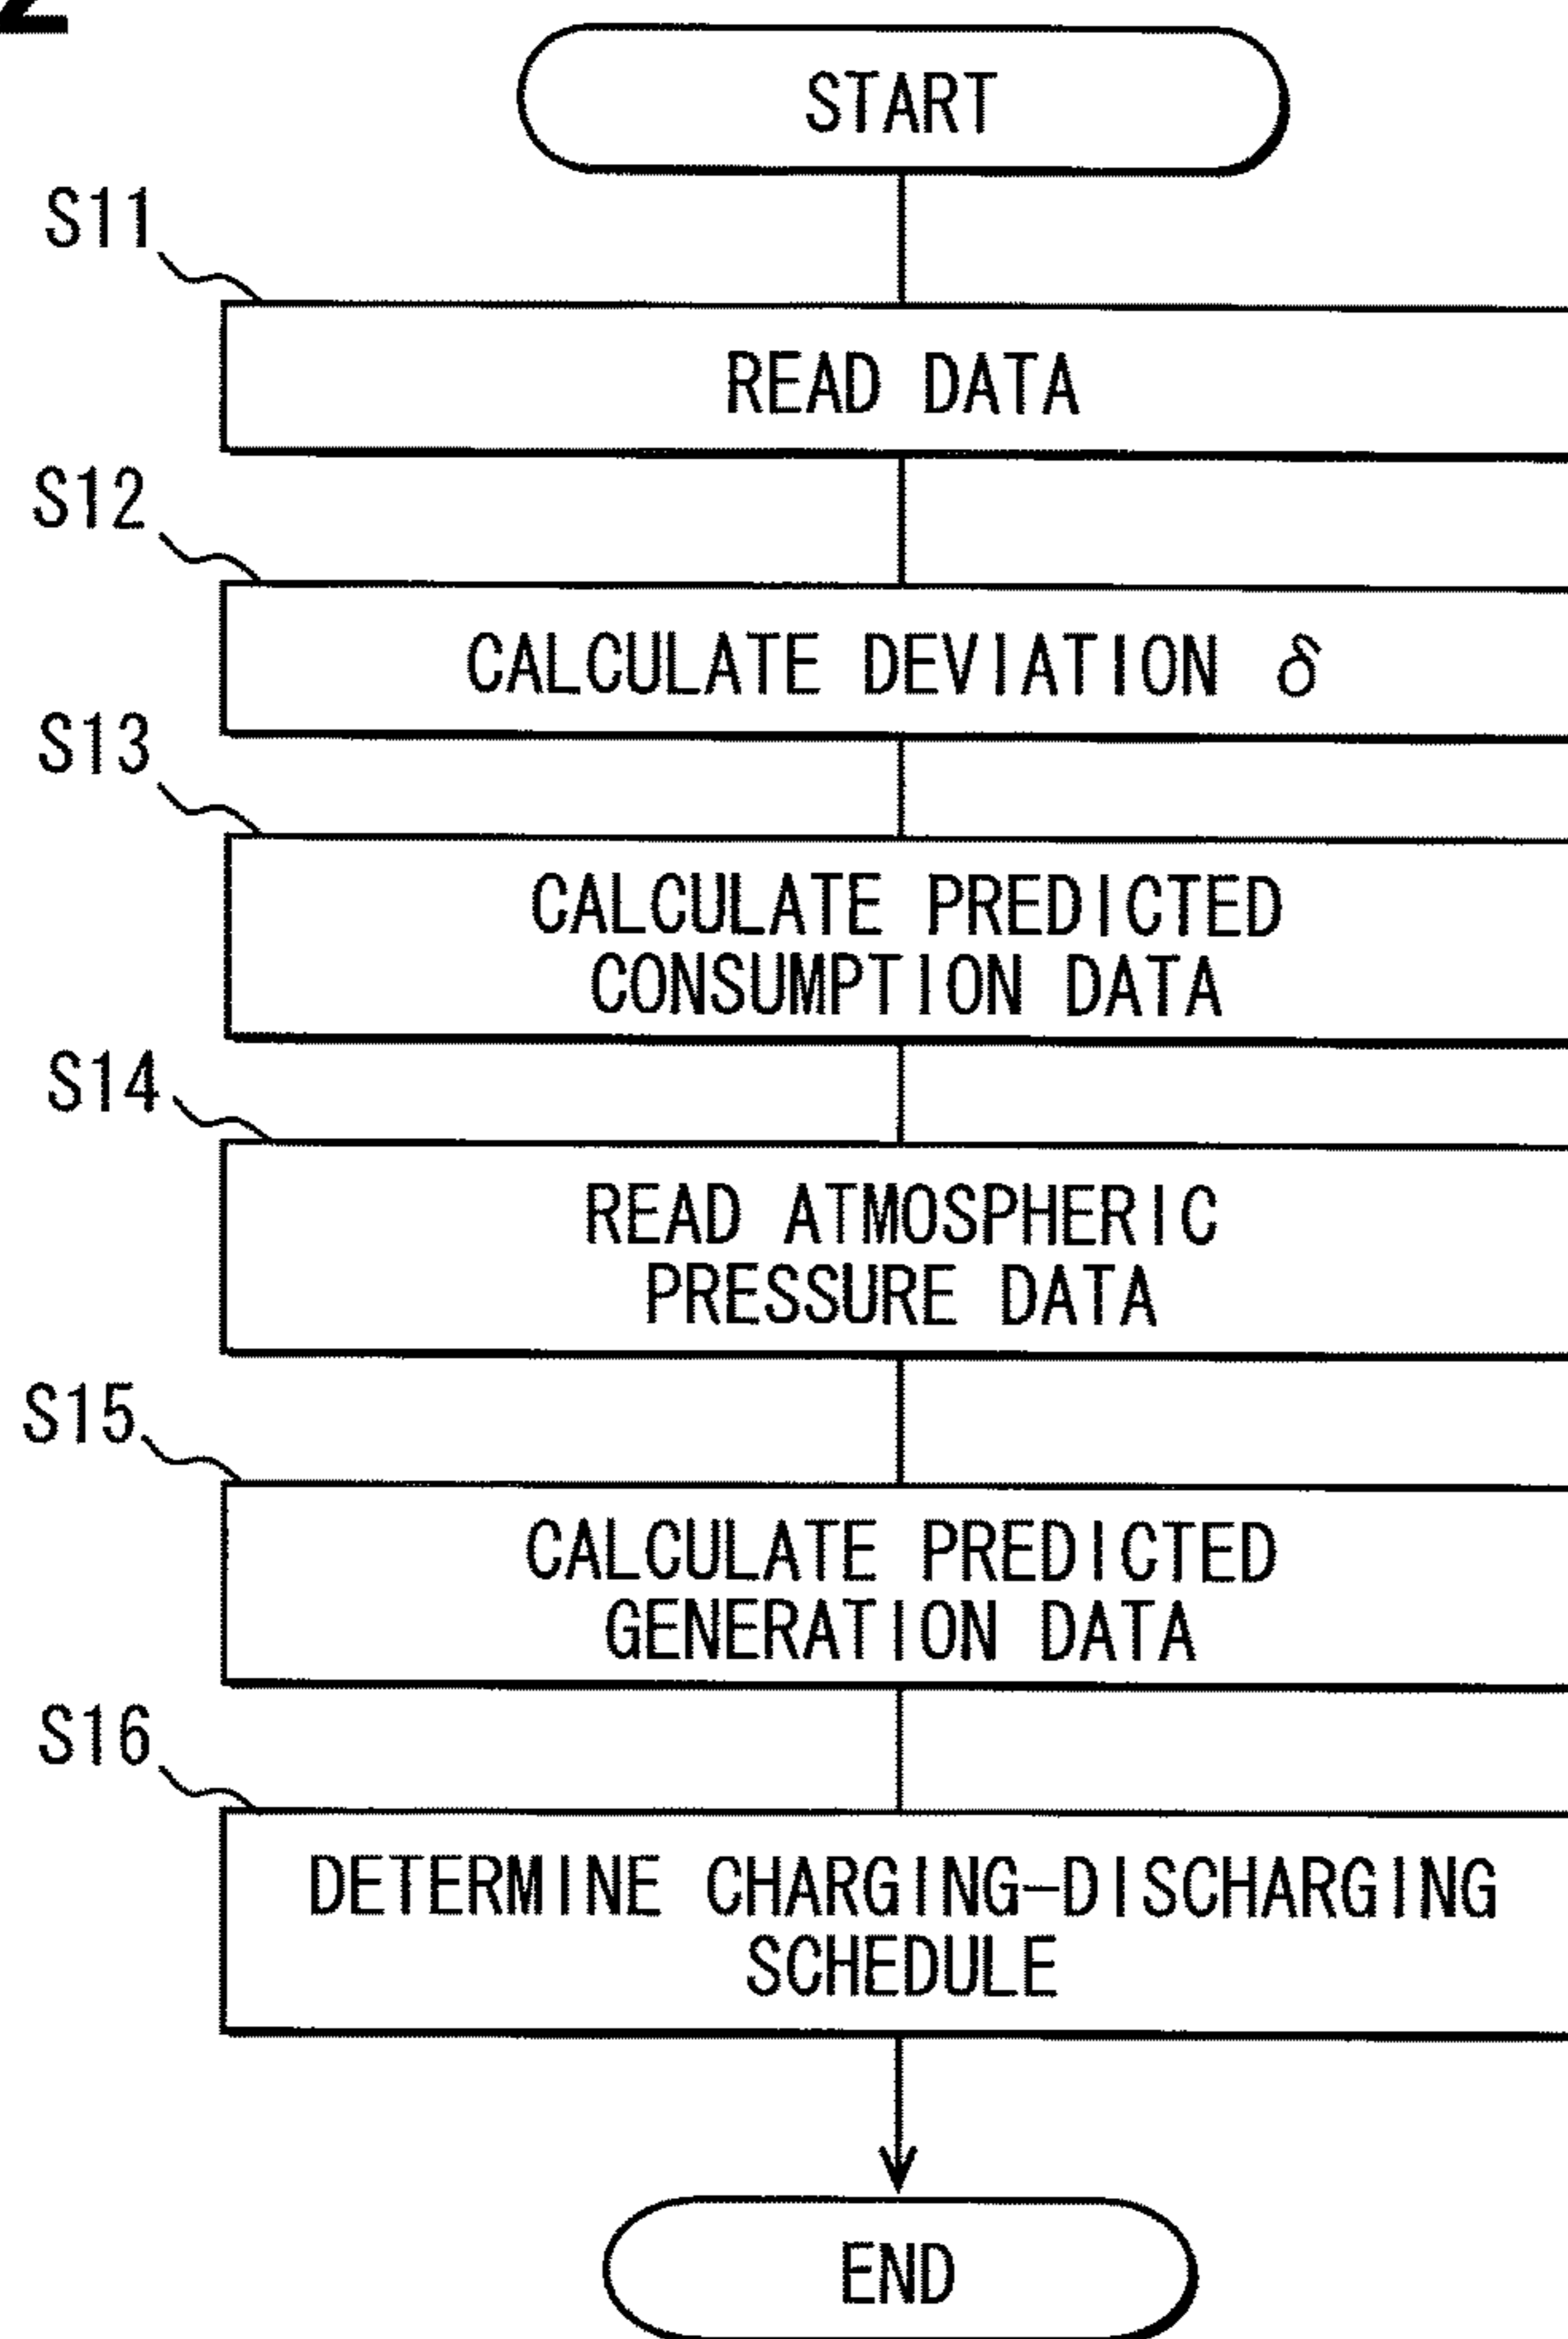 2
START
S11
READ DATA
S12
CALCULATE DEVIATION δ
S13
CALCULATE PREDICTED
CONSUMPTION DATA
S14
READ ATMOSPHERIC
PRESSURE DATA
S15
CALCULATE PREDICTED
GENERATION DATA
S16
DETERMINE CHARGING-DISCHARGING
SCHEDULE
END